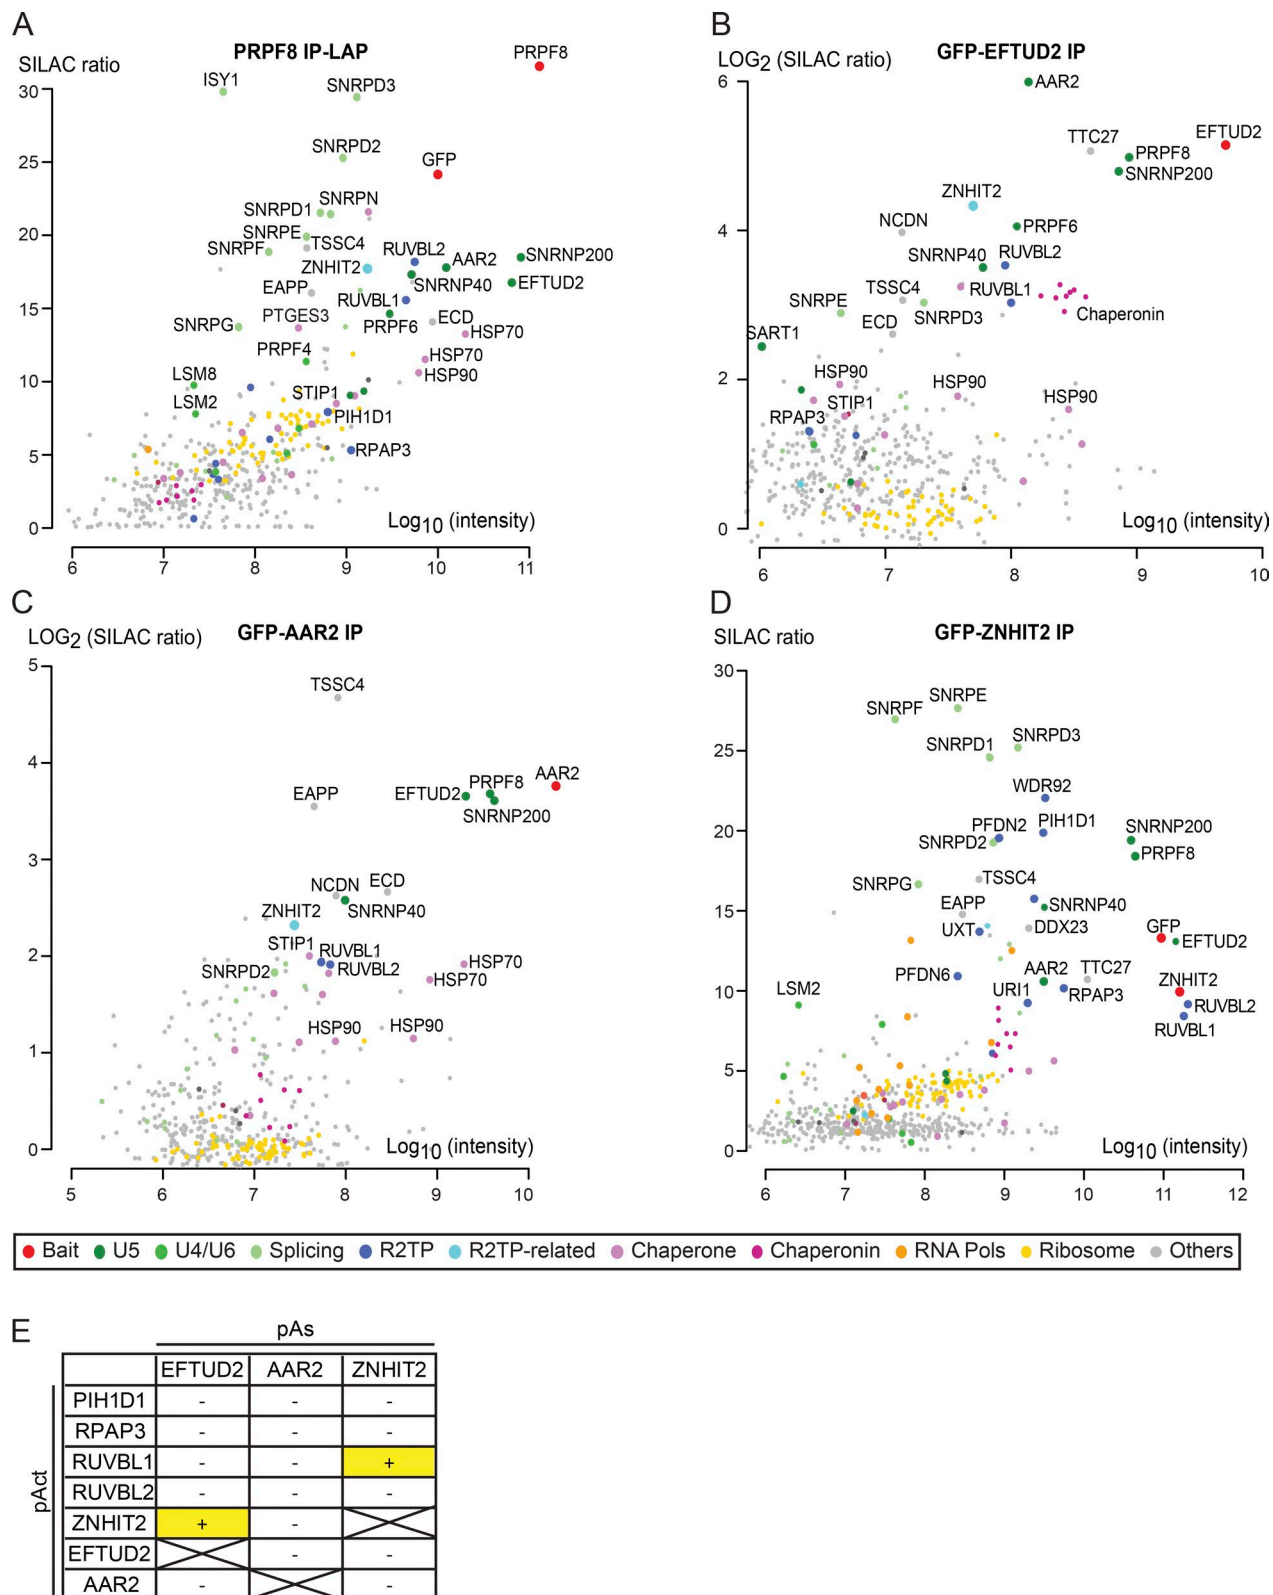 A
PRPF8 IP-LAP
SILAC ratio
PRPF8
ISY1
SNRPD3
30
SNRPD2
25
GFP
SNRPN
SNRPD1
SNRPE
20
SNRPF
TSSC4
RUVBL2
AAR2
SNRNP200
ZNHIT2
SNRNP40
EFTUD2
EAPP
RUVBL1
15
PTGES3
ECD
SNRPG
PRPF6
HSP70
PRPF4
HSP70
HSP90
10
LSM8
STIP1
LSM2
PIH1D1
5
RPAP3
0
Log10 (intensity)
6 7 8 9 10 11
B
GFP-EFTUD2 IP
LOG2 (SILAC ratio)
6
AAR2
TTC27
EFTUD2
PRPF8
SNRNP200
ZNHIT2
NCDN
PRPF6
4
SNRNP40
RUVBL2
TSSC4
RUVBL1
SNRPE
SNRPD3
Chaperonin
ECD
SART1
2
HSP90
HSP90
HSP90
STIP1
RPAP3
0
Log10 (intensity)
6 7 8 9 10
C
GFP-AAR2 IP
LOG2 (SILAC ratio)
5
TSSC4
4
AAR2
EAPP
EFTUD2
PRPF8
SNRNP200
3
NCDN
ECD
SNRNP40
ZNHIT2
STIP1
RUVBL1
2
SNRPD2
RUVBL2
HSP70
HSP70
HSP90
HSP90
1
0
Log10 (intensity)
5 6 7 8 9 10
D
GFP-ZNHIT2 IP
SILAC ratio
30
SNRPF
SNRPE
SNRPD1
SNRPD3
25
WDR92
PFDN2
PIH1D1
SNRNP200
20
SNRPD2
PRPF8
SNRPG
TSSC4
EAPP
SNRNP40
15
UXT
DDX23
GFP
EFTUD2
PFDN6
AAR2
TTC27
LSM2
URI1
RPAP3
ZNHIT2
10
RUVBL2
RUVBL1
5
0
Log10 (intensity)
6 7 8 9 10 11 12
Bait U5 U4/U6 Splicing R2TP R2TP-related Chaperone Chaperonin RNA Pols Ribosome Others
E
pAs
EFTUD2 AAR2 ZNHIT2
pAct
PIH1D1 - - -
RPAP3 - - -
RUVBL1 - - +
RUVBL2 - - -
ZNHIT2 + -
EFTUD2 - -
AAR2 - -